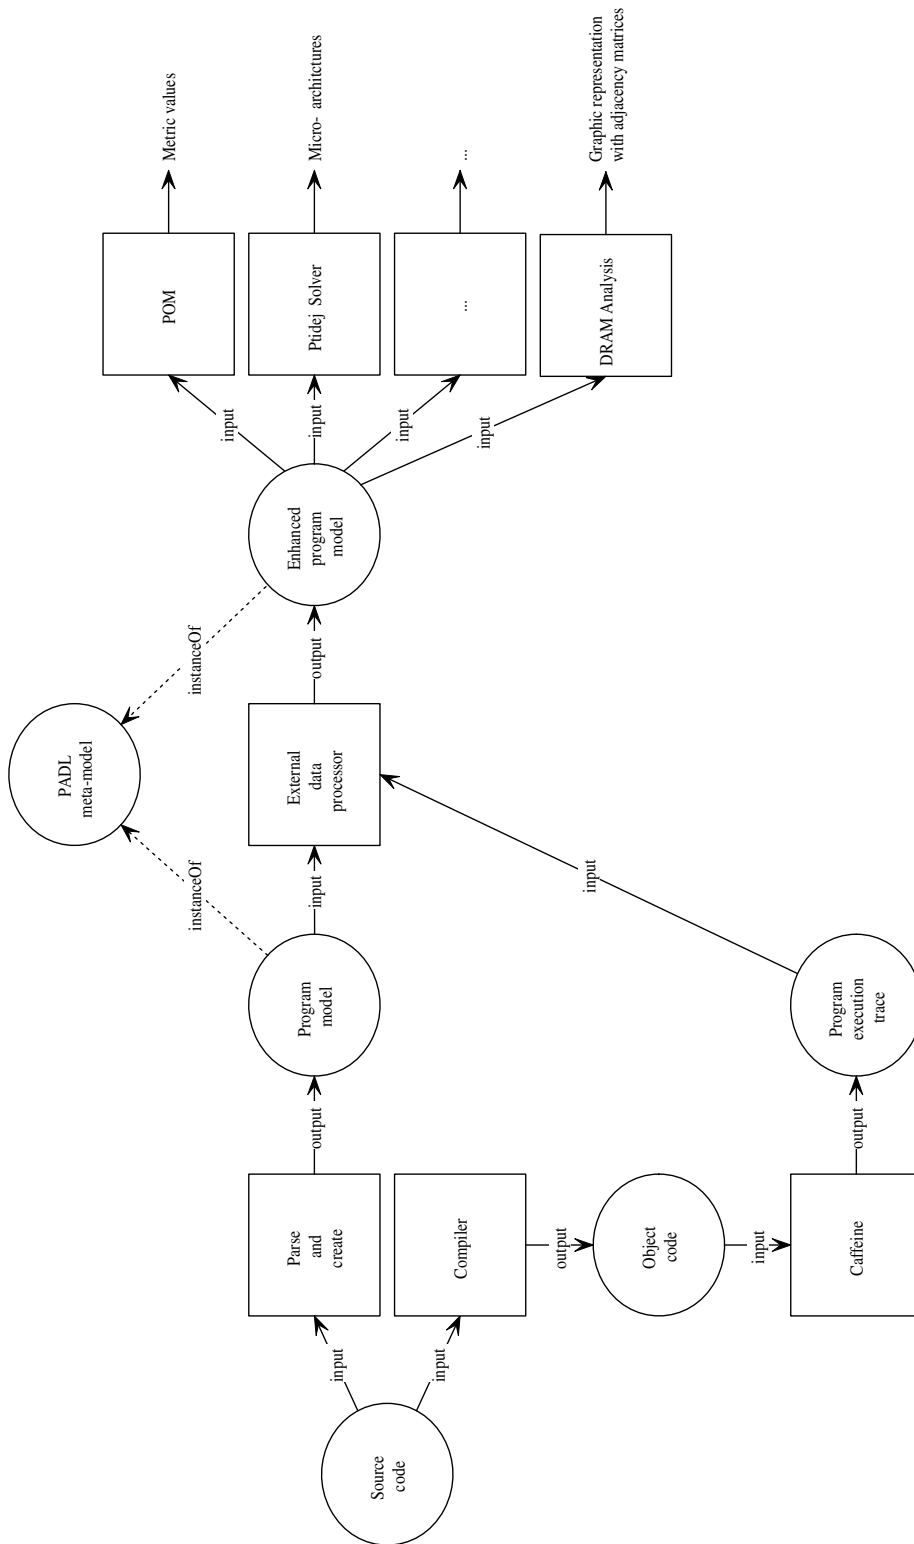 PADL
meta-model
instanceOf
instanceOf
Source
code
input
input
Parse
and
create
output
Program
model
input
External
data
processor
output
Enhanced
program
model
input
input
input
input
POM
Metric values
Ptidej Solver
Micro- architctures
...
...
DRAM Analysis
Graphic representation
with adjacency matrices
Compiler
output
Object
code
input
Caffeine
output
Program
execution
trace
input